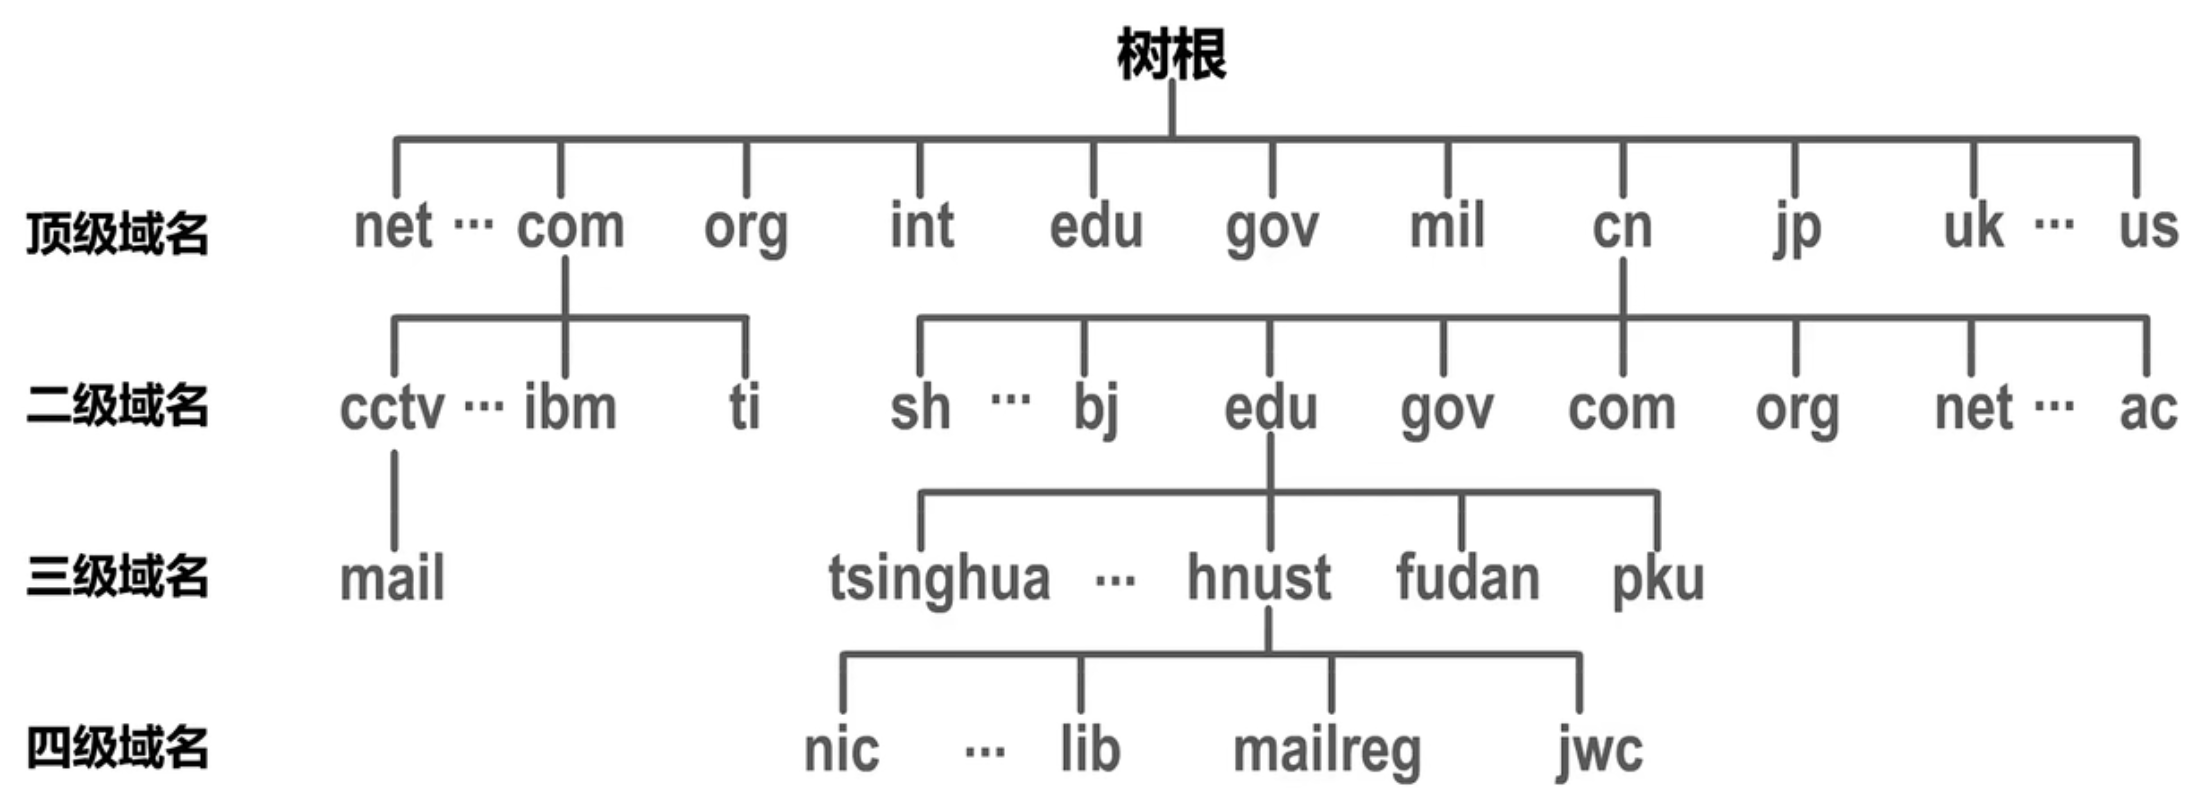 树根
顶级域名 net ··· com org int edu gov mil cn jp uk ··· us
二级域名 cctv ··· ibm ti sh ··· bj edu gov com org net ··· ac
三级域名 mail tsinghua ··· hnust fudan pku
四级域名 nic ··· lib mailreg jwc